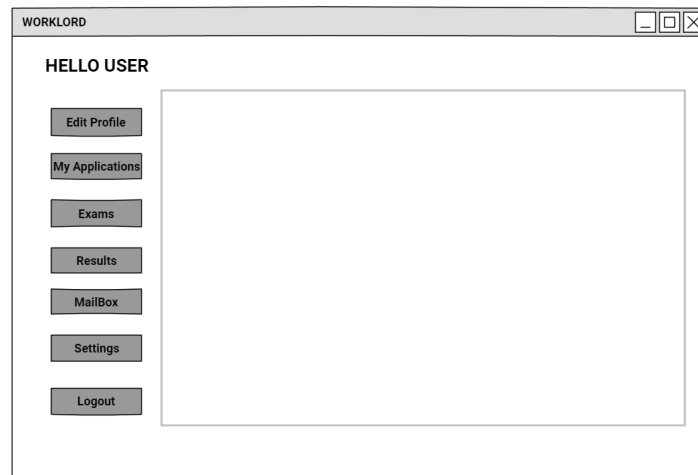 WORKLORD
HELLO USER
Edit Profile
My Applications
Exams
Results
MailBox
Settings
Logout